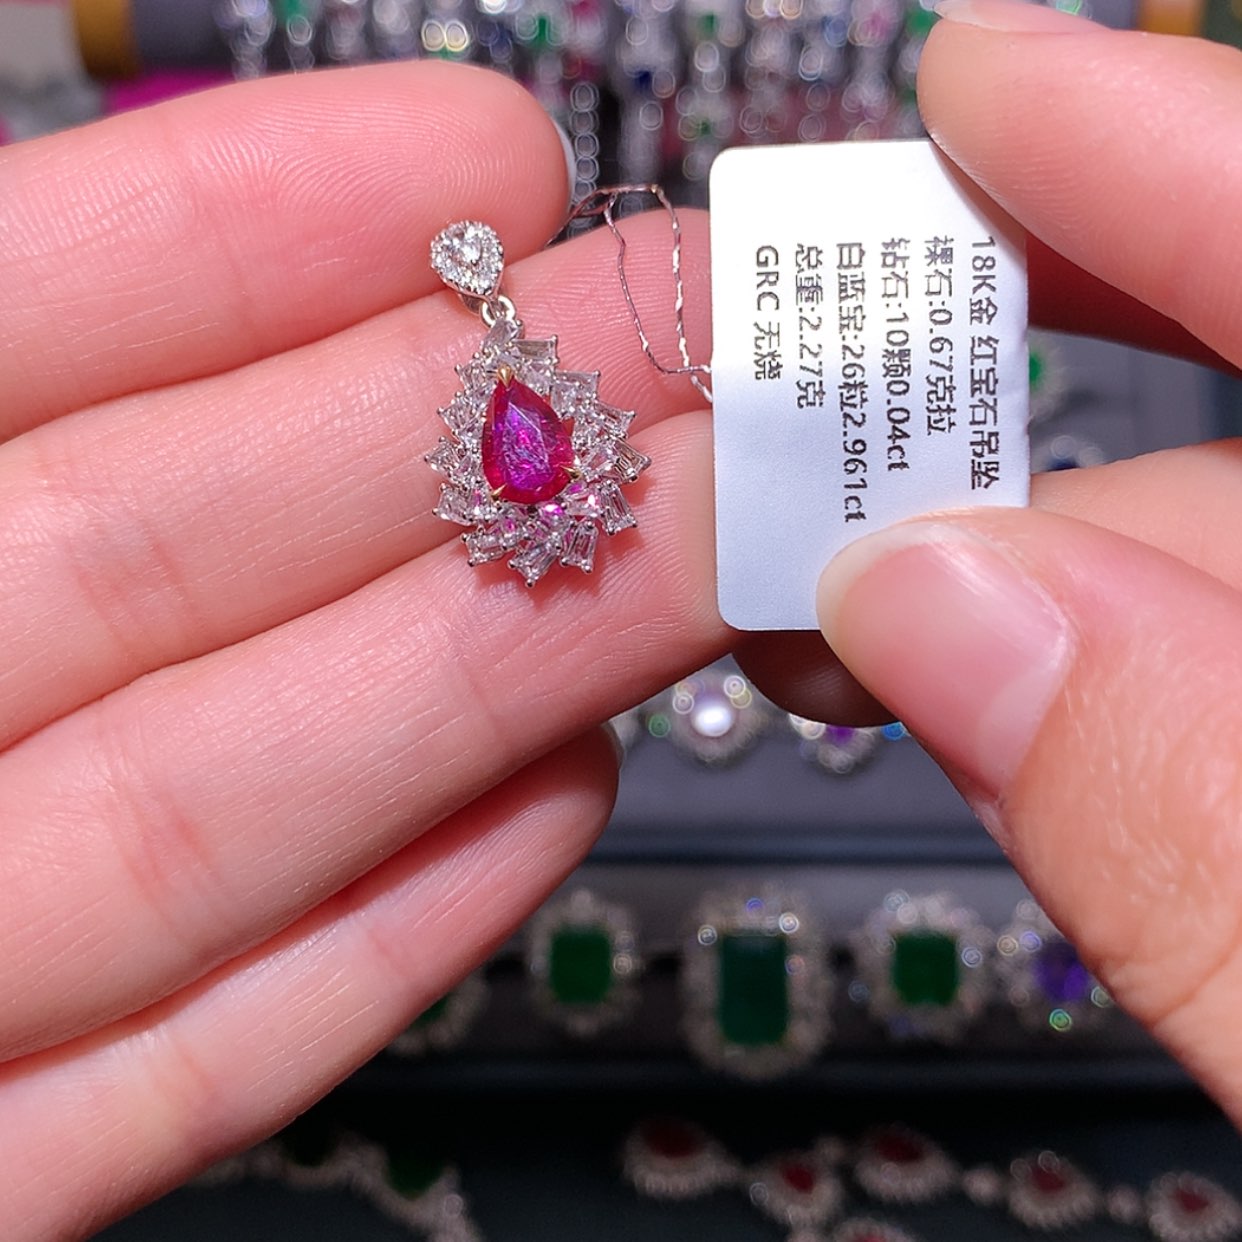 18K金 红宝石吊坠
裸石:0.67克拉
钻石:10颗0.04ct
白蓝宝:26粒2.961ct
总重:2.27克
GRC 无烧